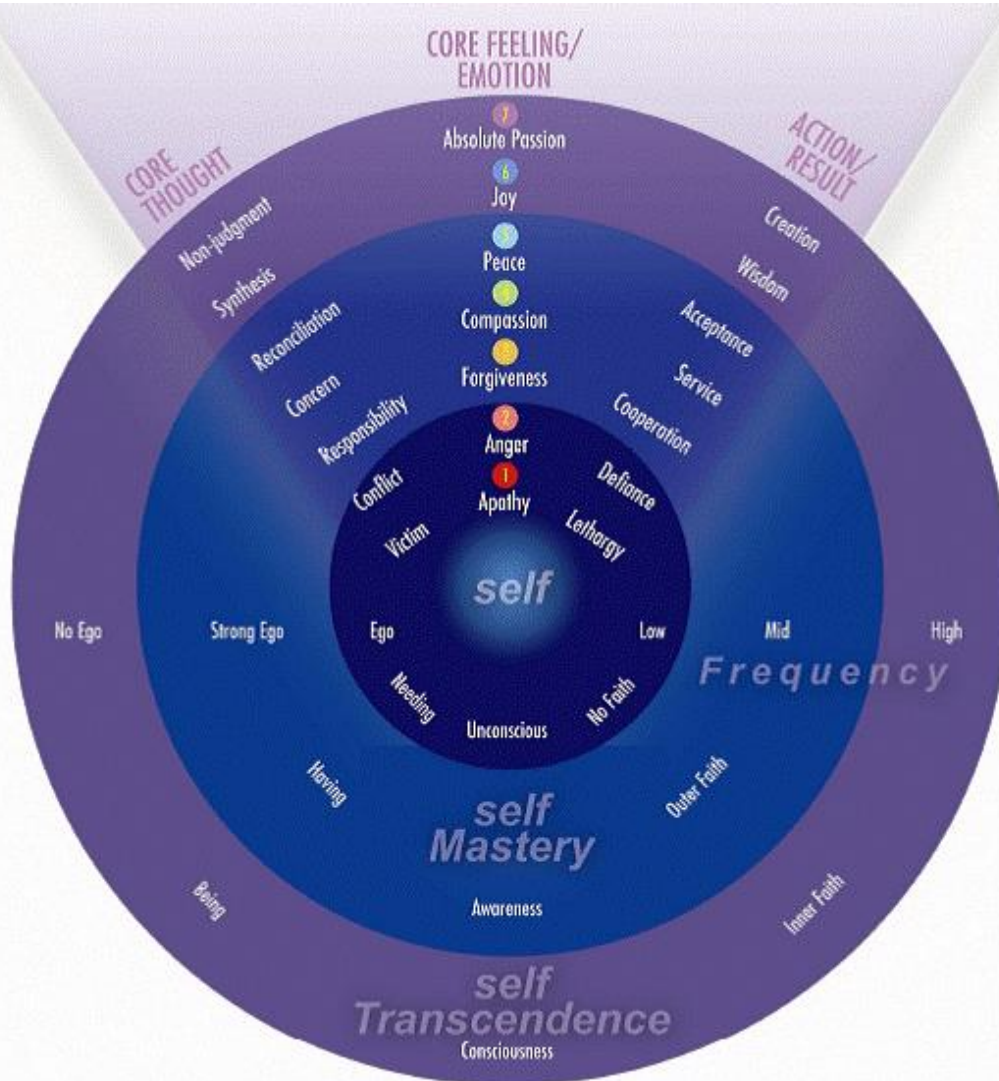 CORE FEELING/
EMOTION
CORE
THOUGHT
ACTION/
RESULT
7
Absolute Passion
6
Joy
Non-judgment
Creation
Synthesis
Wisdom
5
Peace
Reconciliation
Acceptance
Compassion
Concern
Service
Forgiveness
Responsibility
Cooperation
2
Anger
Conflict
Defiance
1
Apathy
Victim
Lethargy
self
No Ego
Strong Ego
Ego
Low
Mid
High
Frequency
Needing
No Faith
Unconscious
Having
Outer Faith
self
Mastery
Being
Awareness
Inner Faith
self
Transcendence
Consciousness